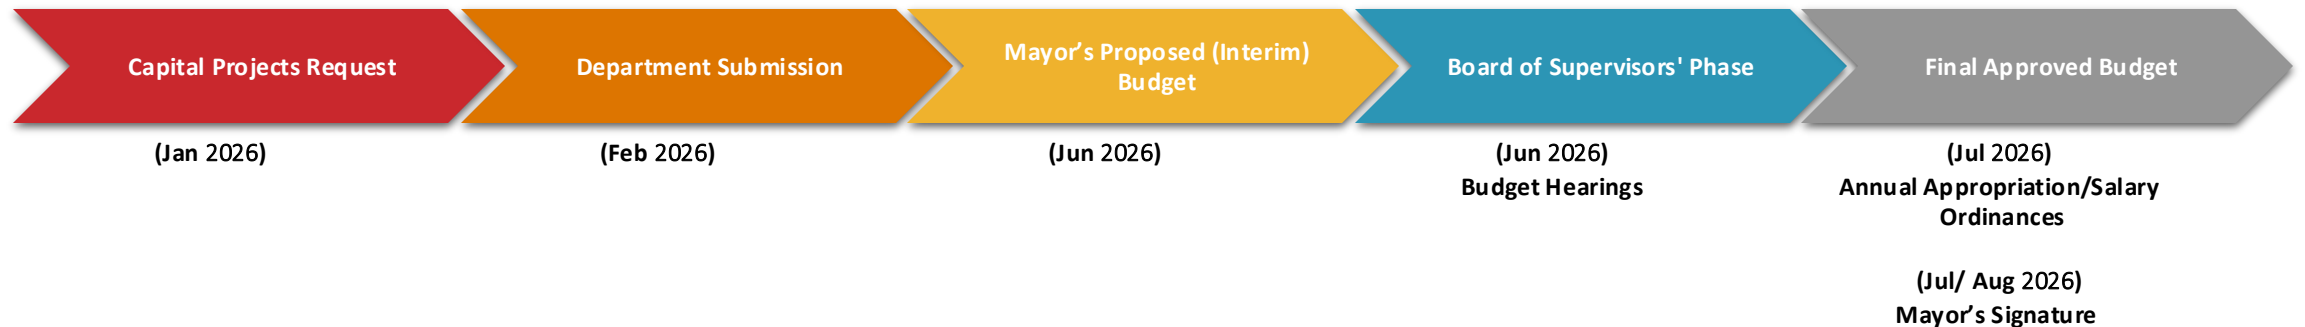 Capital Projects Request
Department Submission
Mayor’s Proposed (Interim)
Budget
Board of Supervisors' Phase
Final Approved Budget
(Jan 2026)
(Feb 2026)
(Jun 2026)
(Jun 2026)
Budget Hearings
(Jul 2026)
Annual Appropriation/Salary
Ordinances
(Jul/ Aug 2026)
Mayor’s Signature